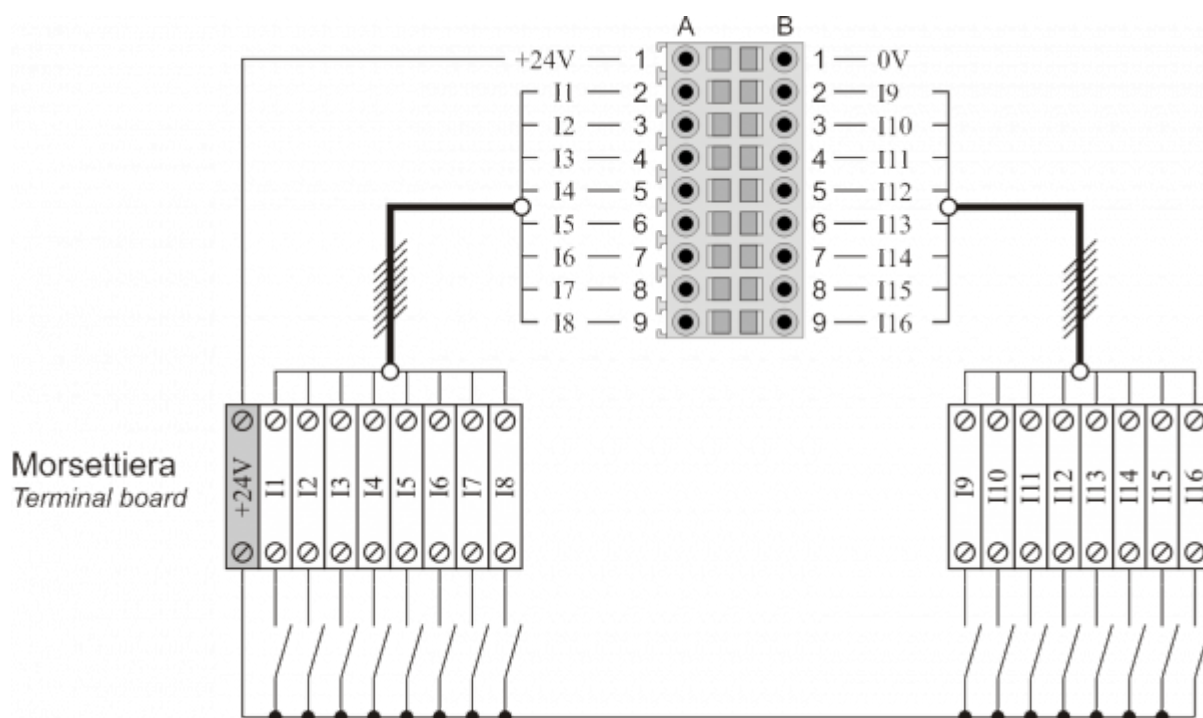 A B
+24V 1 1 0V
I1 2 2 I9
I2 3 3 I10
I3 4 4 I11
I4 5 5 I12
I5 6 6 I13
I6 7 7 I14
I7 8 8 I15
I8 9 9 I16
Morsettiera
Terminal board
+24V I1 I2 I3 I4 I5 I6 I7 I8 I9 I10 I11 I12 I13 I14 I15 I16